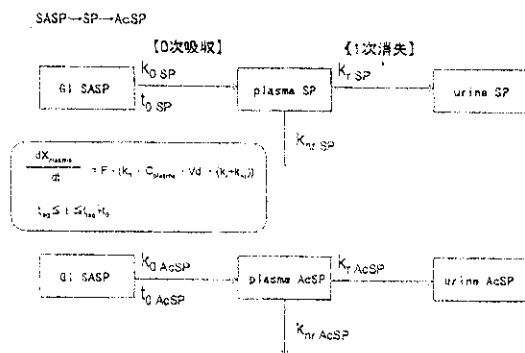 SASP→SP→AcSP
【0次吸収】 【1次消失】
K0 SP Kr SP
GI SASP plasma SP urine SP
t0 SP
Knr SP
dXplasma
dt = F · (k0 · Cplasma · Vd · (kr+knr))
tlag ≤ t ≤ tlag+t0
K0 AcSP Kr AcSP
GI SASP plasma AcSP urine AcSP
t0 AcSP
Knr AcSP